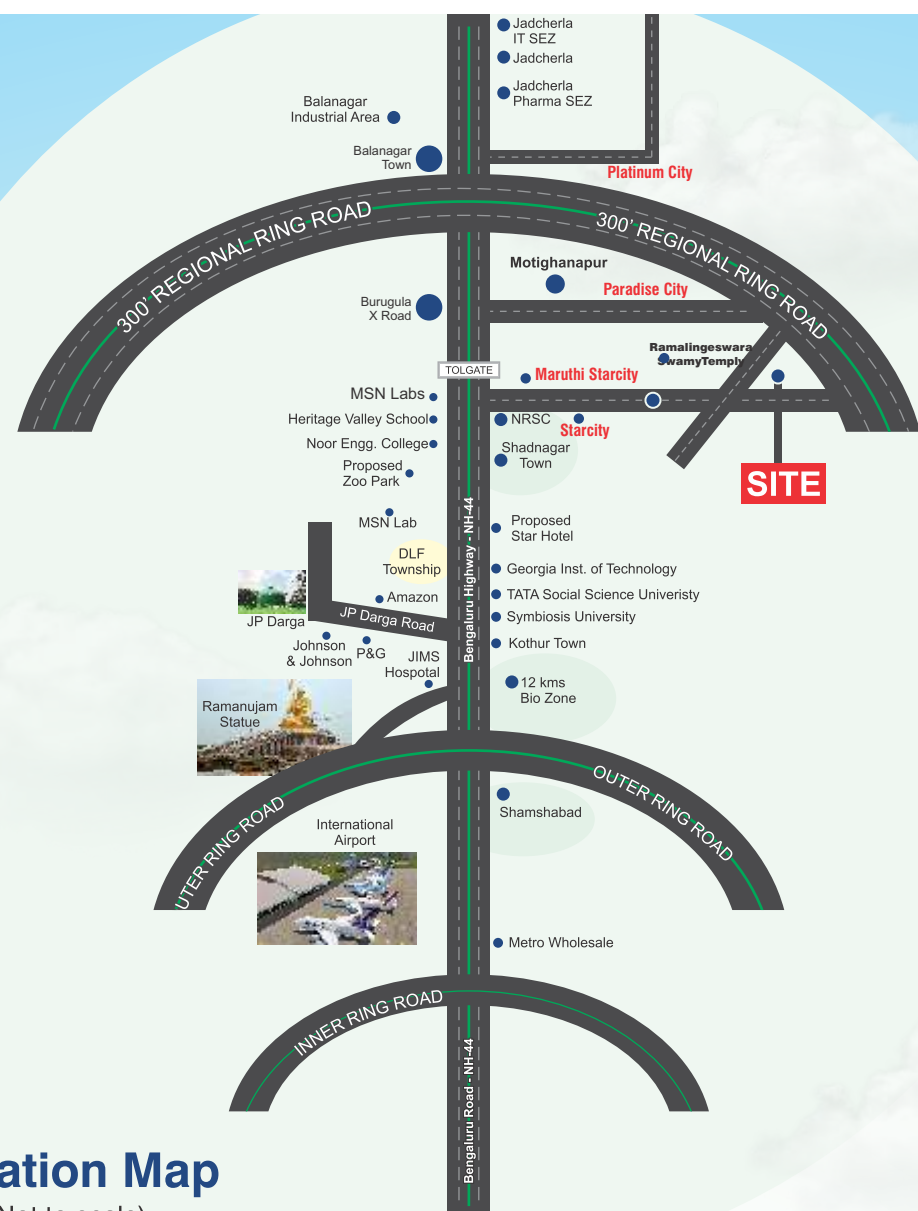 Jadcherla
IT SEZ
Jadcherla
Jadcherla
Pharma SEZ
Balanagar
Industrial Area
Balanagar
Town
Platinum City
300' REGIONAL RING ROAD
300' REGIONAL RING ROAD
Motighanapur
Paradise City
Burugula
X Road
Ramalingeswara
SwamyTemply
TOLGATE
Maruthi Starcity
MSN Labs
Heritage Valley School
NRSC
Starcity
Noor Engg. College
Shadnagar
Town
Proposed
Zoo Park
SITE
MSN Lab
Proposed
Star Hotel
Bengaluru Highway - NH-44
DLF
Township
Georgia Inst. of Technology
Amazon
TATA Social Science Univeristy
JP Darga Road
JP Darga
Symbiosis University
Johnson
& Johnson
P&G
Kothur Town
JIMS
Hospotal
12 kms
Bio Zone
Ramanujam
Statue
OUTER RING ROAD
UTER RING ROAD
Shamshabad
International
Airport
Metro Wholesale
INNER RING ROAD
Bengaluru Road - NH-44
ation Map
Not to scale)